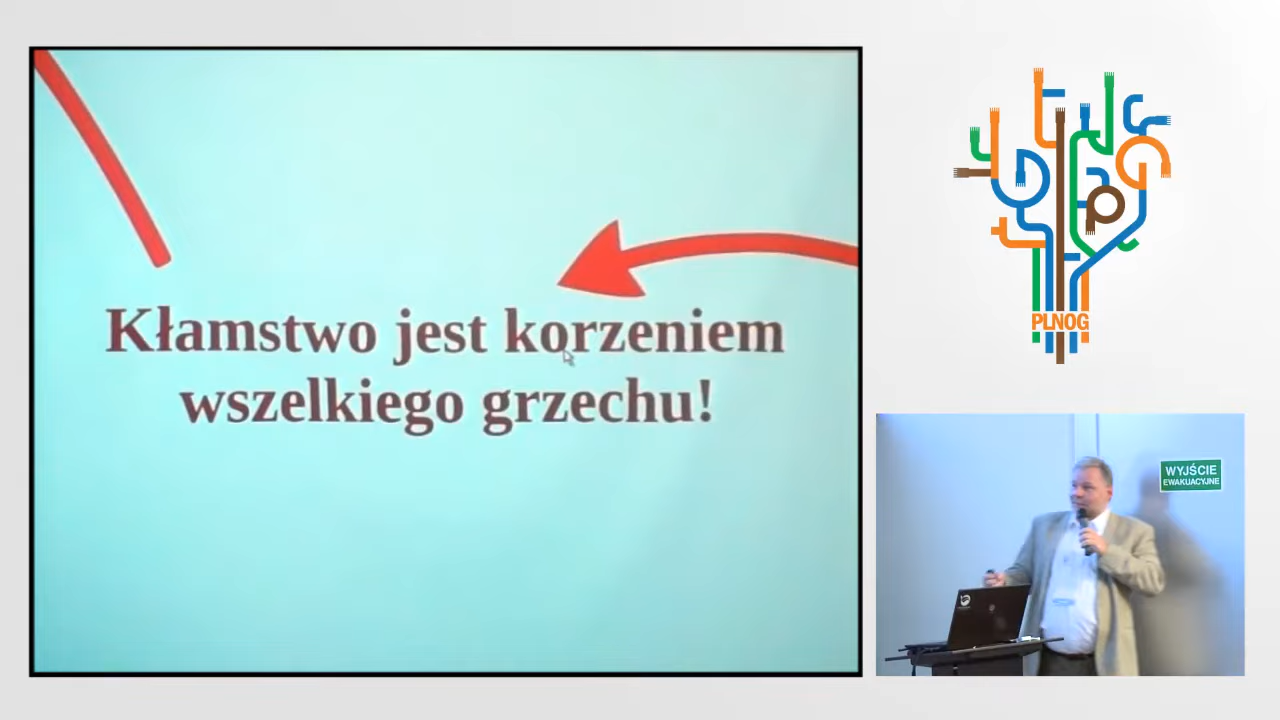 Kłamstwo jest korzeniem
wszelkiego grzechu!
PLNOG
WYJŚCIE
EWAKUACYJNE